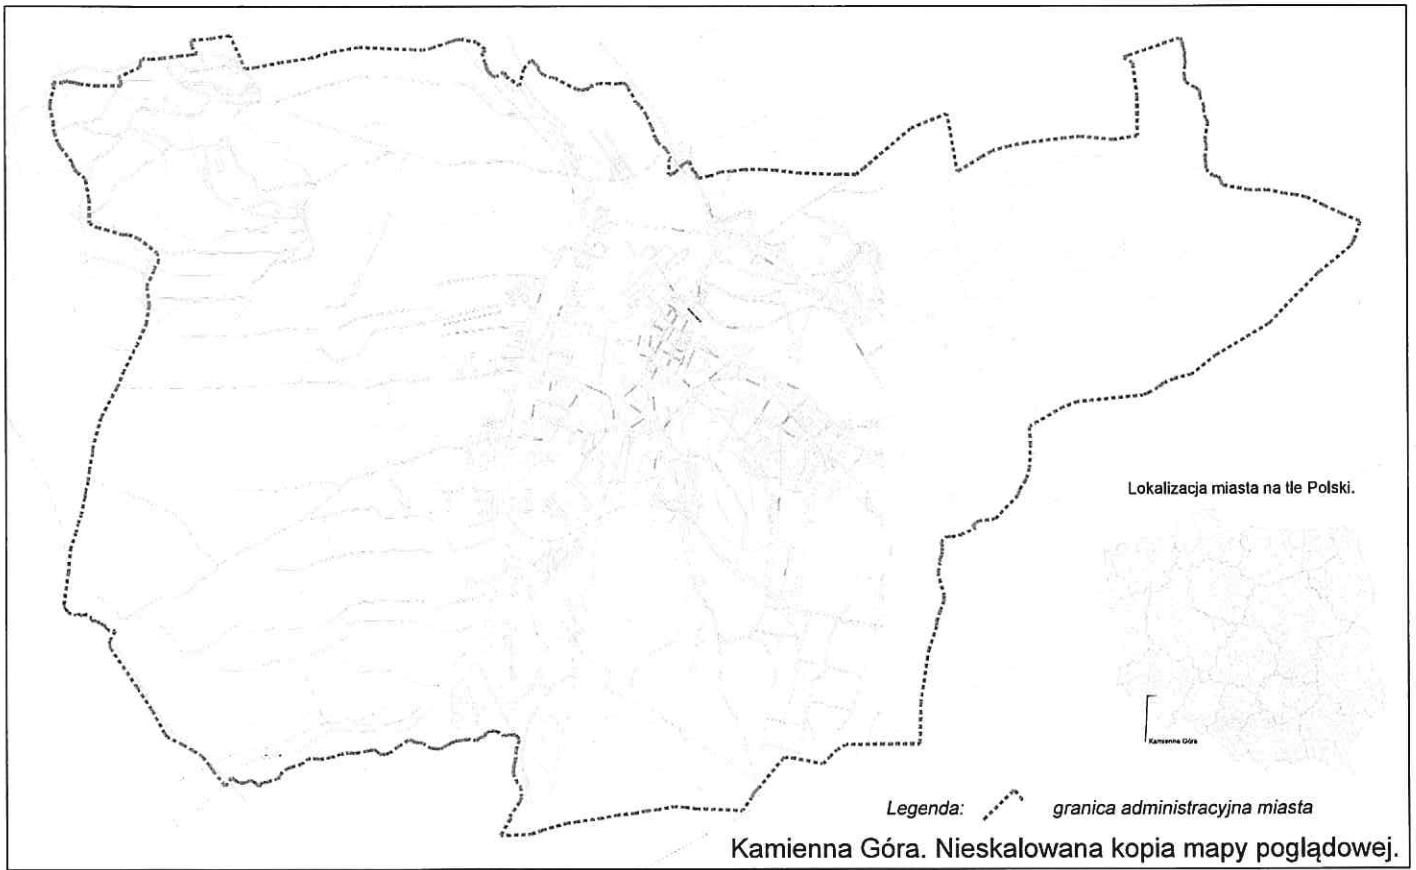 Lokalizacja miasta na tle Polski.
Kamienna Góra
Legenda: granica administracyjna miasta
Kamienna Góra. Nieskalowana kopia mapy poglądowej.